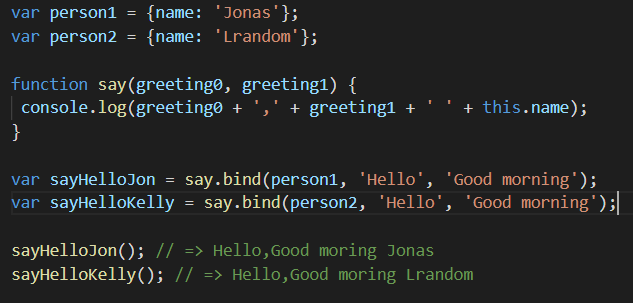 var person1 = {name: 'Jonas'};
var person2 = {name: 'Lrandom'};
function say(greeting0, greeting1) {
console.log(greeting0 + ',' + greeting1 + ' ' + this.name);
}
var sayHelloJon = say.bind(person1, 'Hello', 'Good morning');
var sayHelloKelly = say.bind(person2, 'Hello', 'Good morning');
sayHelloJon(); // => Hello,Good moring Jonas
sayHelloKelly(); // => Hello,Good moring Lrandom